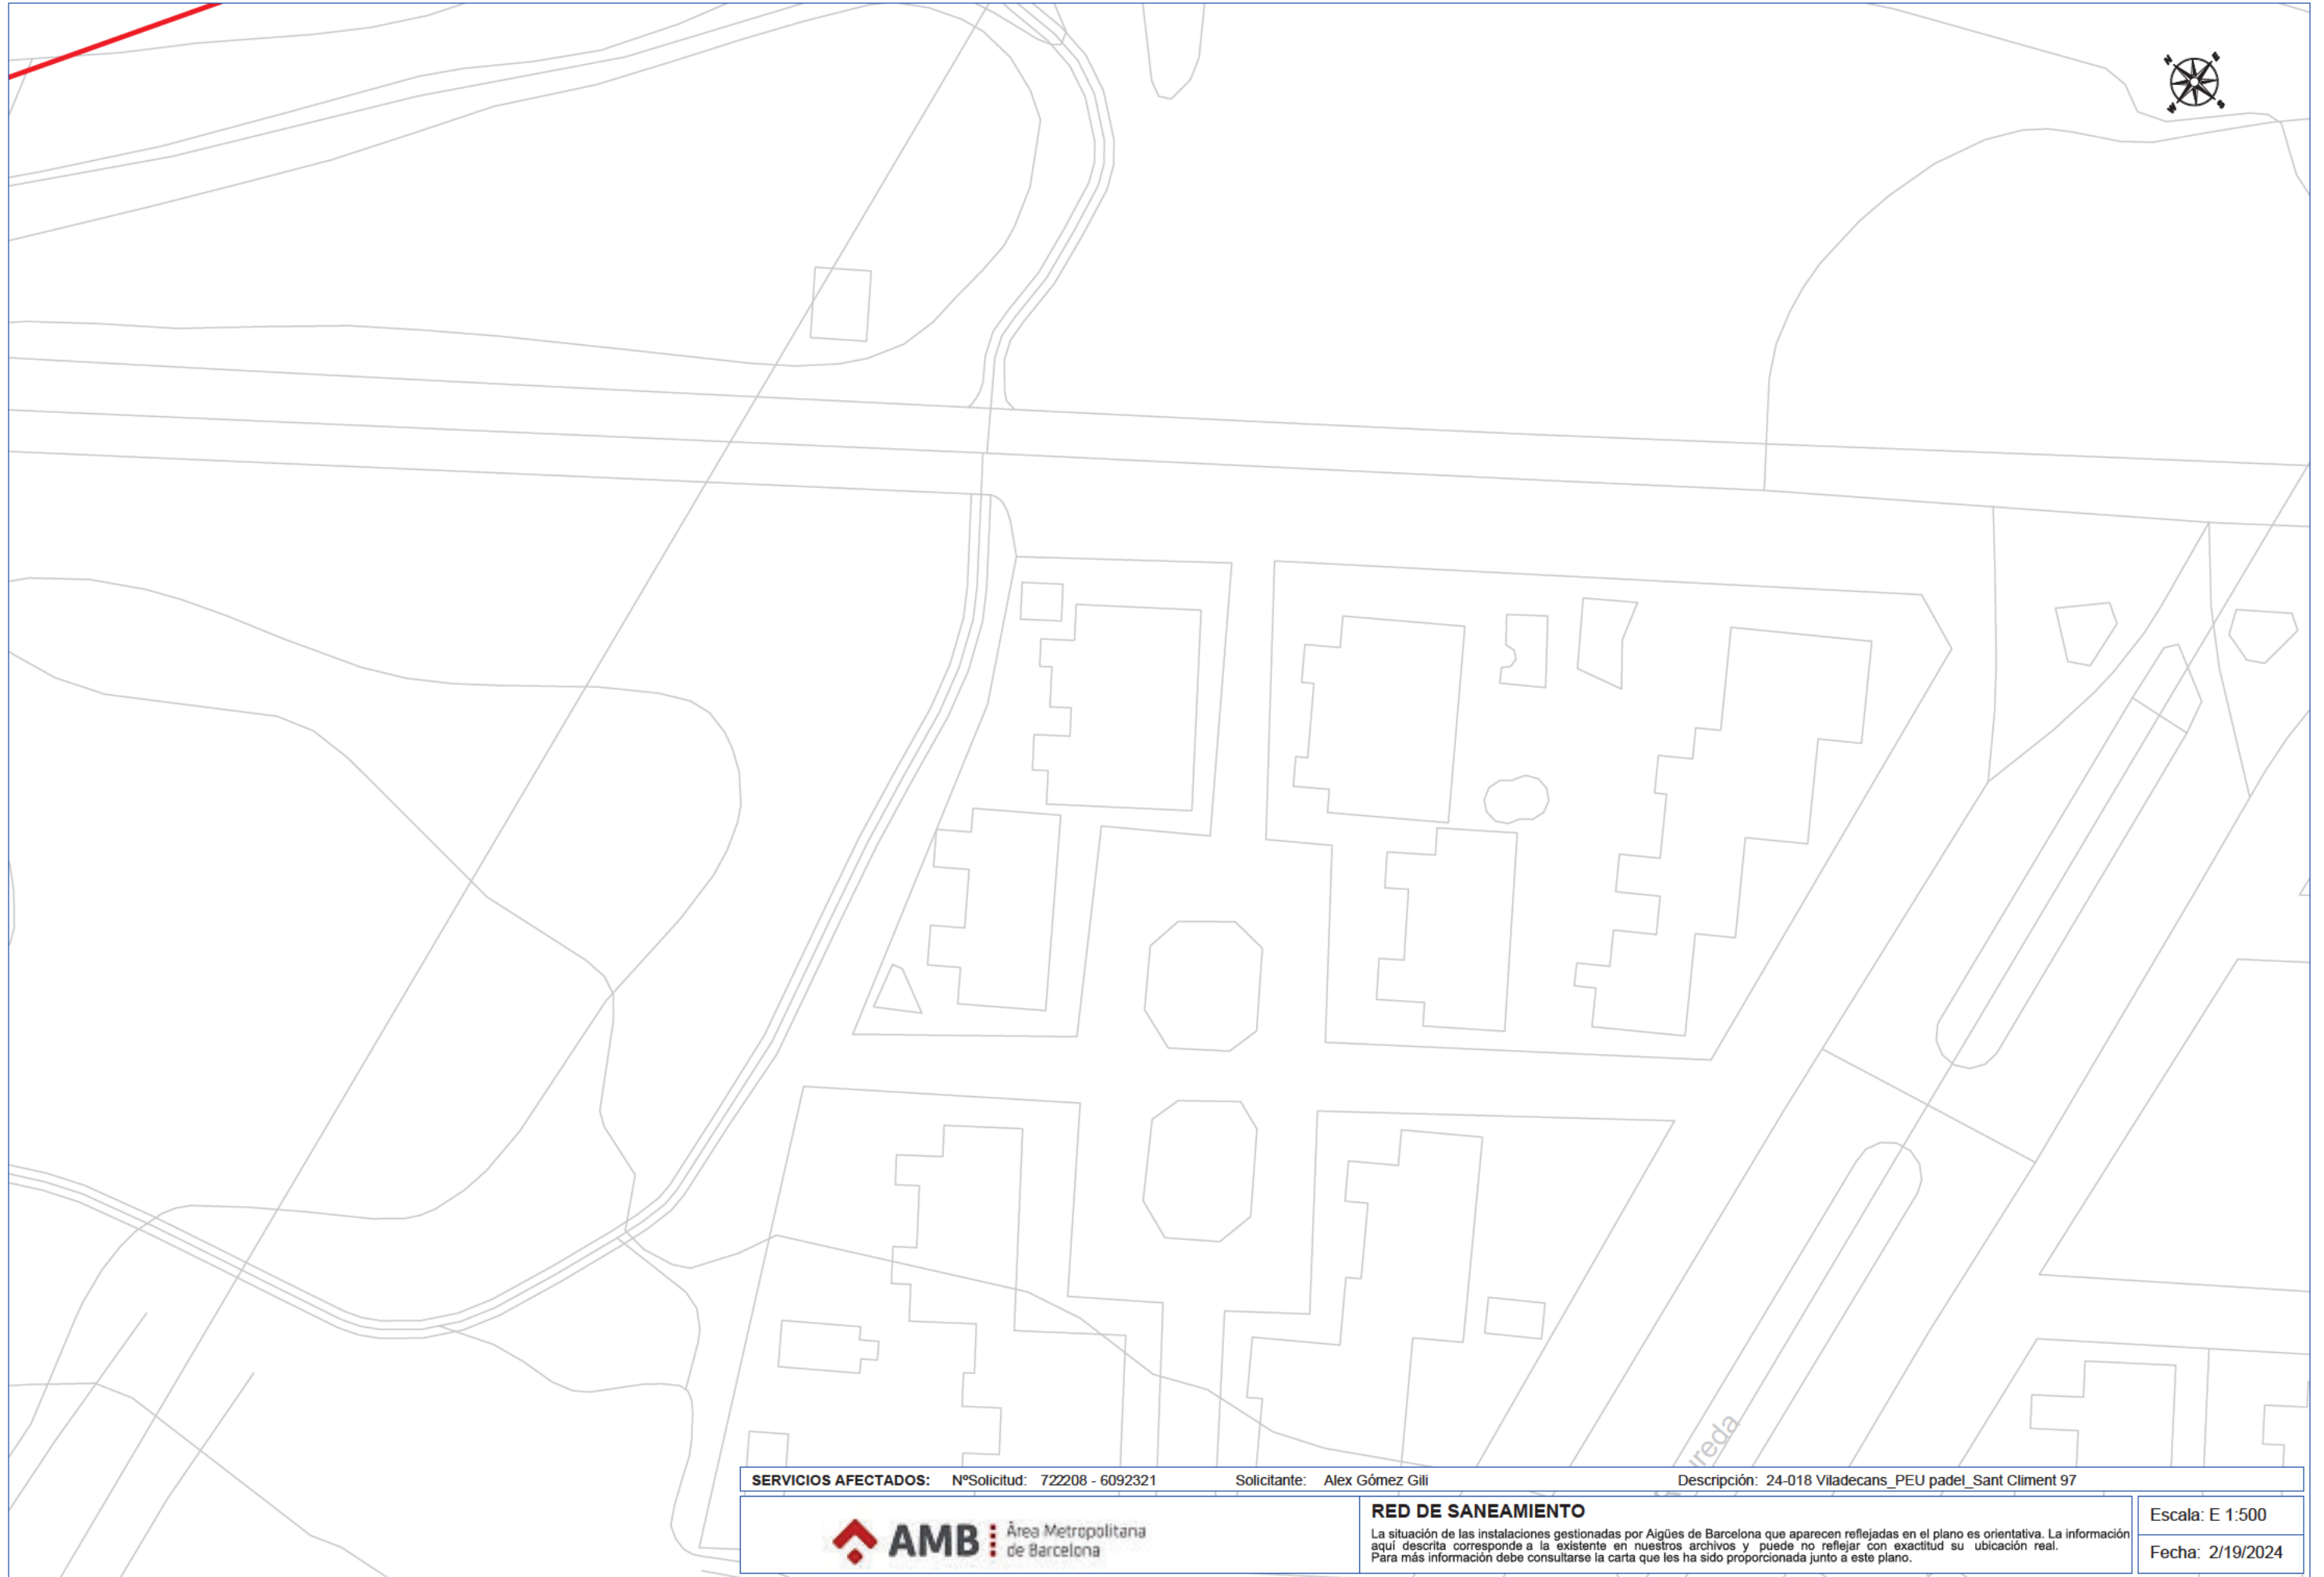 N
E
W
S
ureda
SERVICIOS AFECTADOS: NºSolicitud: 722208 - 6092321 Solicitante: Alex Gómez Gili Descripción: 24-018 Viladecans_PEU padel_Sant Climent 97
AMB Àrea Metropolitana
de Barcelona
RED DE SANEAMIENTO
La situación de las instalaciones gestionadas por Aigües de Barcelona que aparecen reflejadas en el plano es orientativa. La información
aquí descrita corresponde a la existente en nuestros archivos y puede no reflejar con exactitud su ubicación real.
Para más información debe consultarse la carta que les ha sido proporcionada junto a este plano.
Escala: E 1:500
Fecha: 2/19/2024